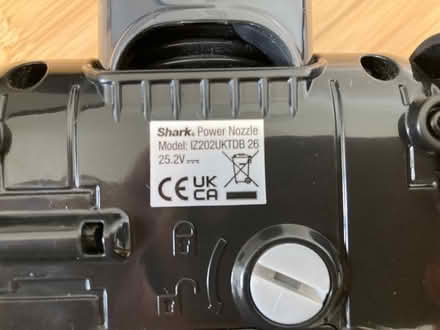 Shark® Power Nozzle
Model: IZ202UKTDB 26
25.2V
CE UK
CA